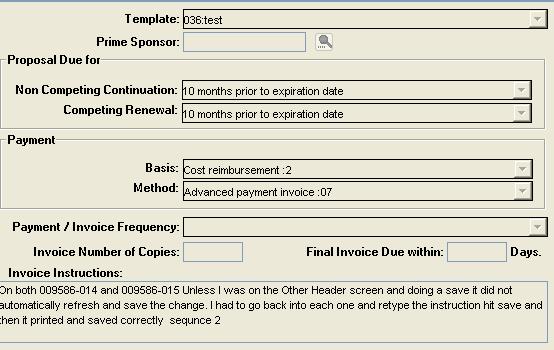 Template: 036:test
Prime Sponsor:
Proposal Due for
Non Competing Continuation: 10 months prior to expiration date
Competing Renewal: 10 months prior to expiration date
Payment
Basis: Cost reimbursement :2
Method: Advanced payment invoice :07
Payment / Invoice Frequency:
Invoice Number of Copies: Final Invoice Due within: Days.
Invoice Instructions:
On both 009586-014 and 009586-015 Unless I was on the Other Header screen and doing a save it did not
automatically refresh and save the change. I had to go back into each one and retype the instruction hit save and
then it printed and saved correctly  sequnce 2